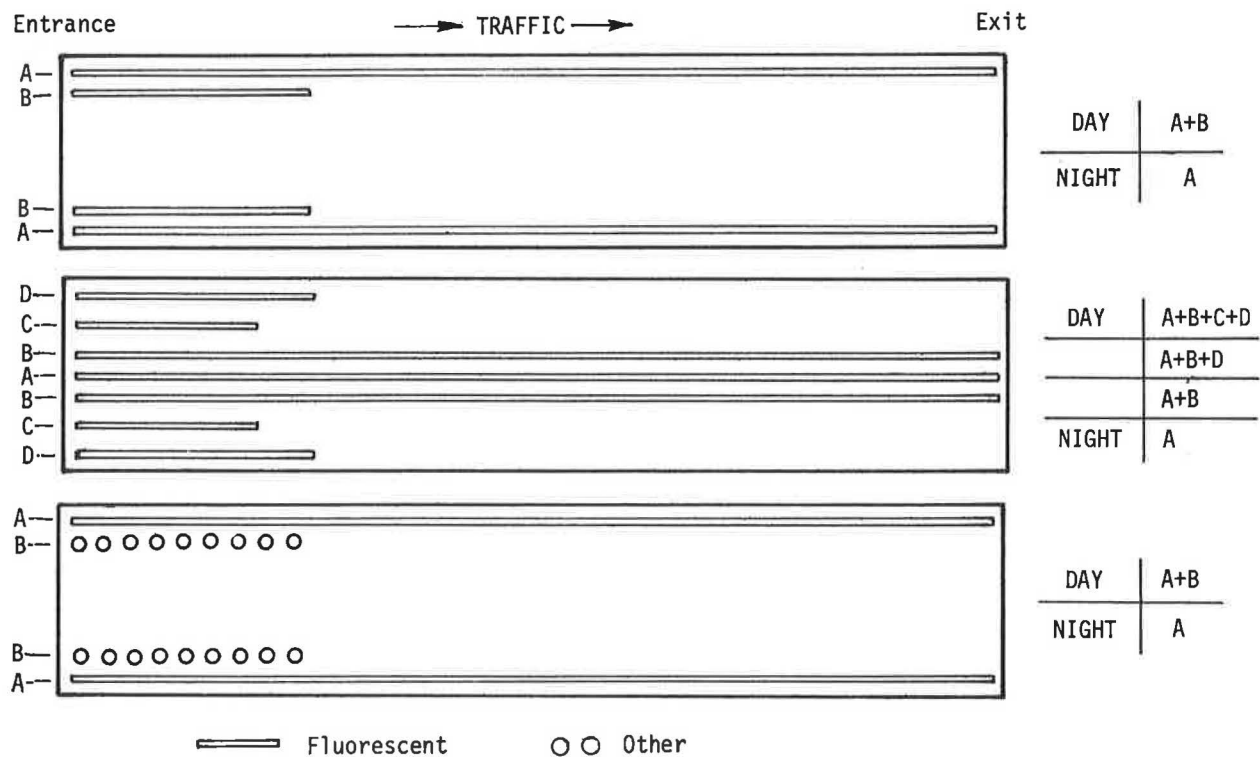 Entrance → TRAFFIC → Exit
A
B
DAY A+B
NIGHT A
B
A
D
C
DAY A+B+C+D
B
A+B+D
A
B
A+B
C
NIGHT A
D
A
B
DAY A+B
NIGHT A
B
A
Fluorescent Other